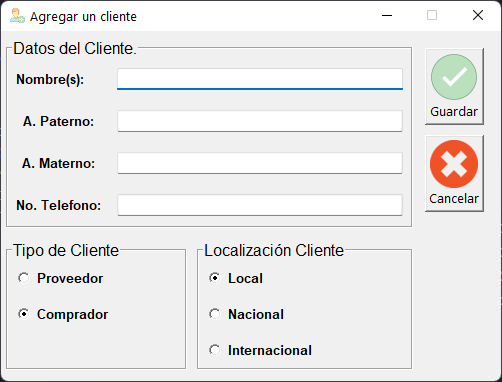 Agregar un cliente
Datos del Cliente.
Nombre(s):
A. Paterno:
A. Materno:
No. Telefono:
Guardar
Cancelar
Tipo de Cliente
Proveedor
Comprador
Localización Cliente
Local
Nacional
Internacional